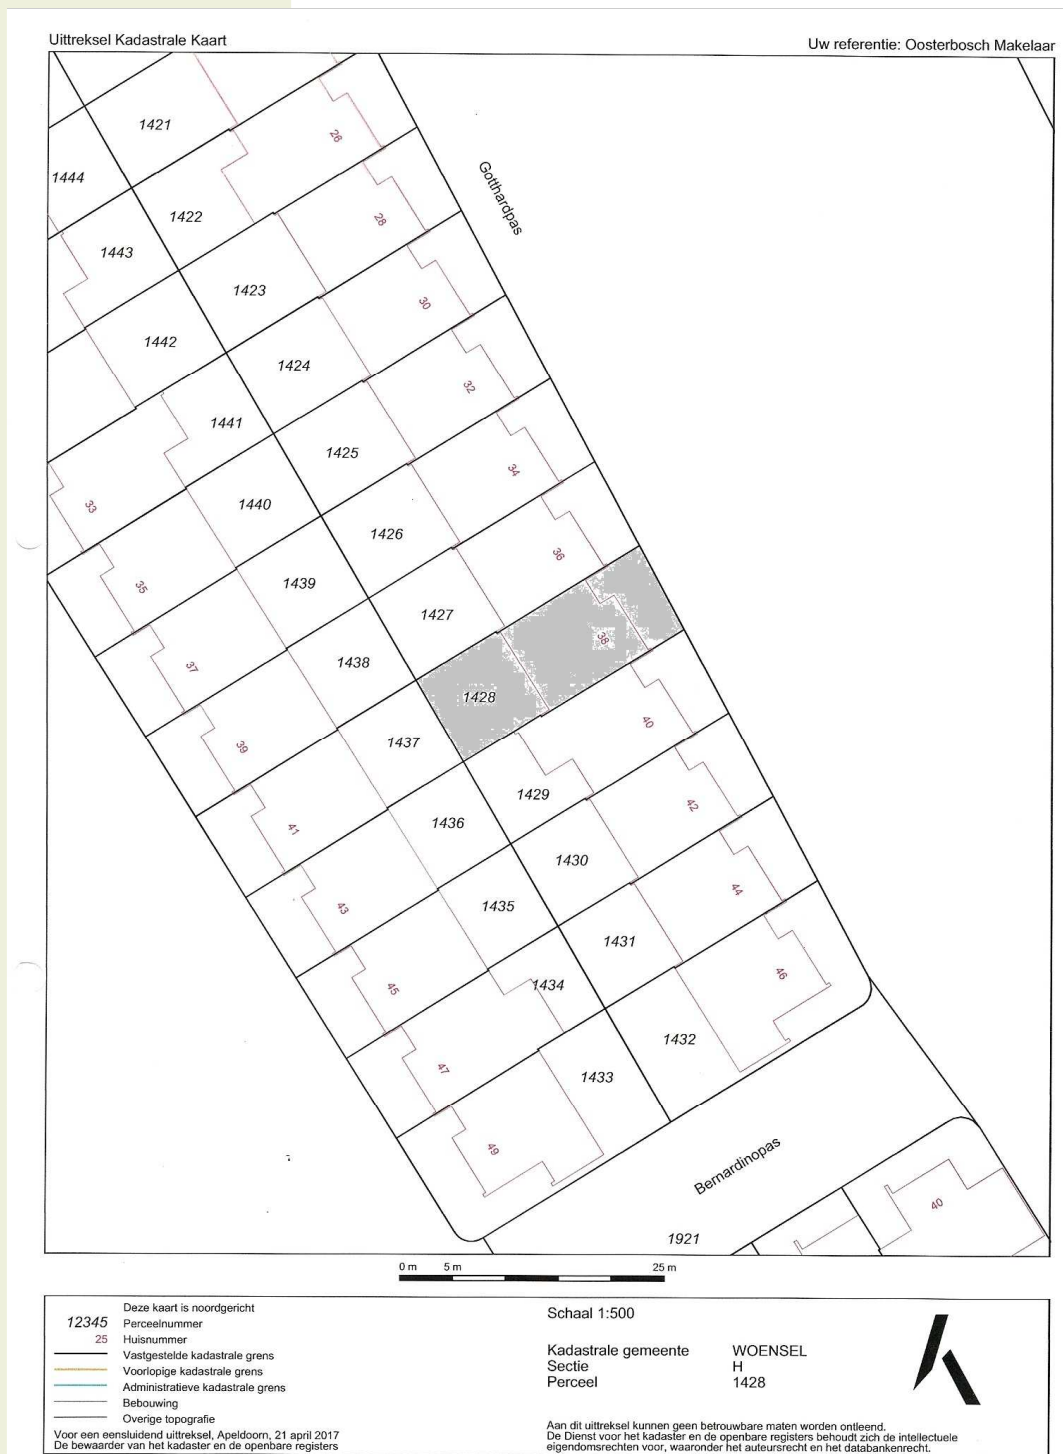 Uittreksel Kadastrale Kaart
Uw referentie: Oosterbosch Makelaar
1421
26
1444
Gotthardpas
1422
28
1443
1423
30
1442
1424
32
1441
1425
34
33
1440
1426
36
35
1439
1427
38
37
1438
1428
40
39
1437
1429
42
41
1436
1430
44
43
1435
1431
46
45
1434
1432
47
1433
49
Bernardinopas
40
1921
0 m 5 m 25 m
Deze kaart is noordgericht
12345 Perceelnummer
25 Huisnummer
Vastgestelde kadastrale grens
Voorlopige kadastrale grens
Administratieve kadastrale grens
Bebouwing
Overige topografie
Voor een eensluidend uittreksel, Apeldoorn, 21 april 2017
De bewaarder van het kadaster en de openbare registers
Schaal 1:500
Kadastrale gemeente WOENSEL
Sectie H
Perceel 1428
Aan dit uittreksel kunnen geen betrouwbare maten worden ontleend.
De Dienst voor het kadaster en de openbare registers behoudt zich de intellectuele
eigendomsrechten voor, waaronder het auteursrecht en het databankenrecht.